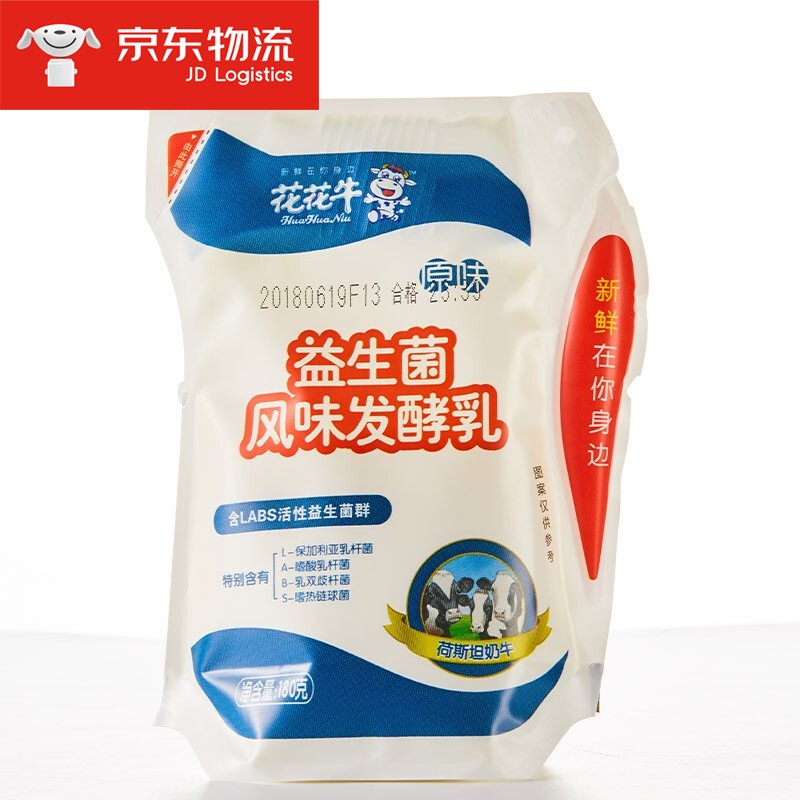 京东物流
JD Logistics
由此撕开
新鲜在你身边
花花牛
HuaHuaNiu
原味
20180619F13 合格 23:55
益生菌
风味发酵乳
含LABS活性益生菌群
特别含有
L-保加利亚乳杆菌
A-嗜酸乳杆菌
B-乳双歧杆菌
S-嗜热链球菌
图案仅供参考
荷斯坦奶牛
净含量:180克
新鲜在你身边